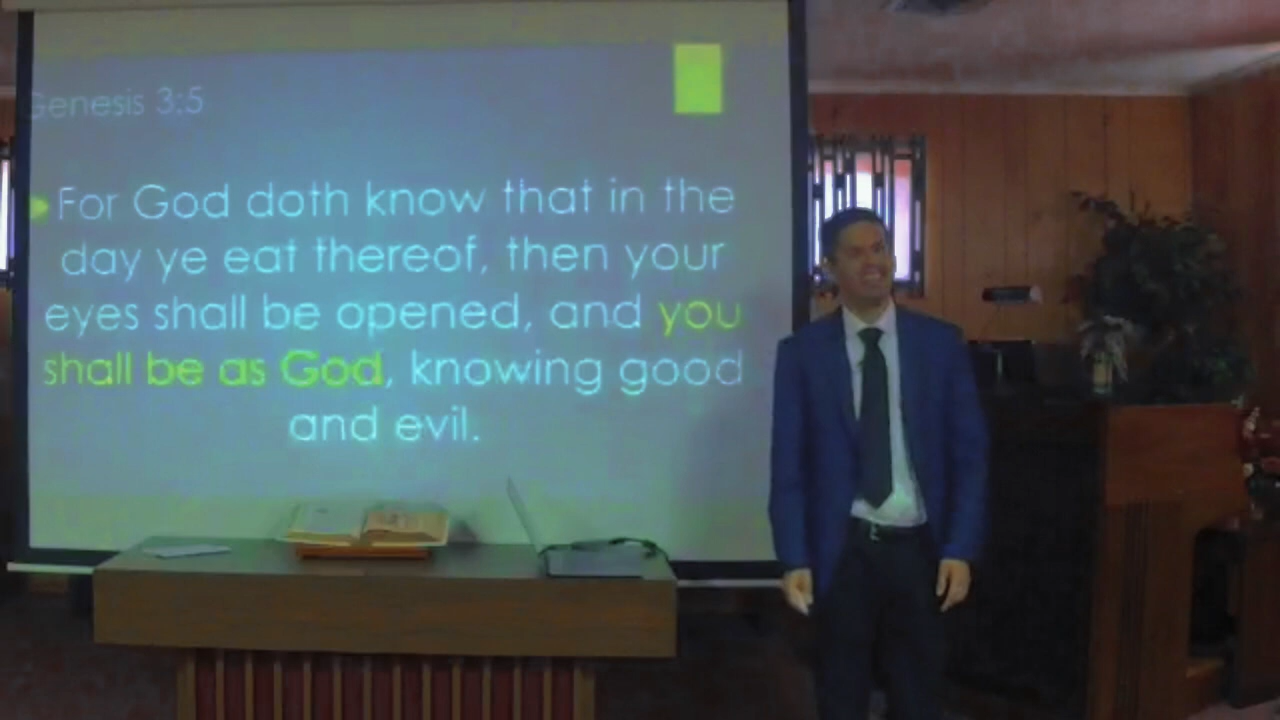 Genesis 3:5
For God doth know that in the
day ye eat thereof, then your
eyes shall be opened, and you
shall be as God, knowing good
and evil.